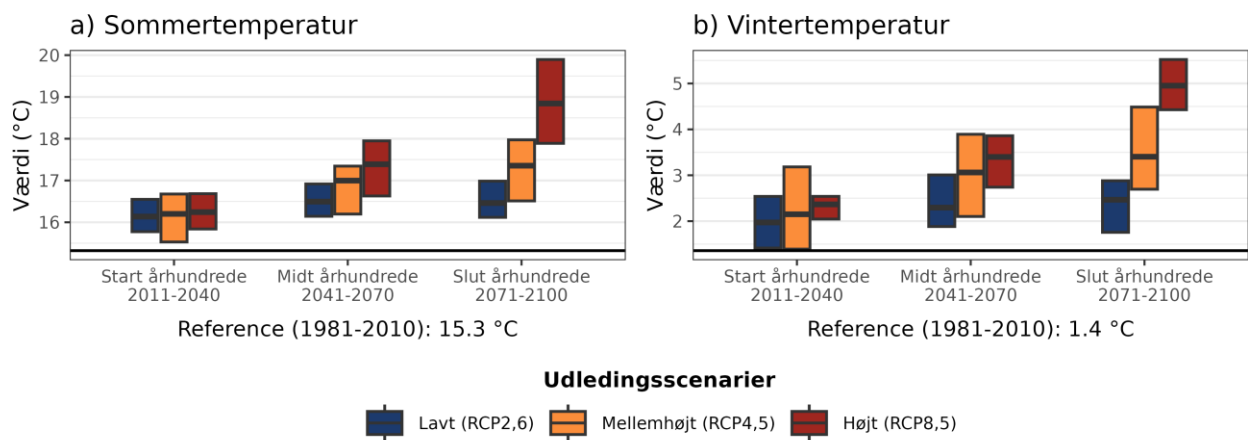 a) Sommertemperatur
Værdi (°C)
20
19
18
17
16
Start århundrede
2011-2040
Midt århundrede
2041-2070
Slut århundrede
2071-2100
Reference (1981-2010): 15.3 °C
b) Vintertemperatur
Værdi (°C)
5
4
3
2
Start århundrede
2011-2040
Midt århundrede
2041-2070
Slut århundrede
2071-2100
Reference (1981-2010): 1.4 °C
Udledingsscenarier
Lavt (RCP2,6)
Mellemhøjt (RCP4,5)
Højt (RCP8,5)